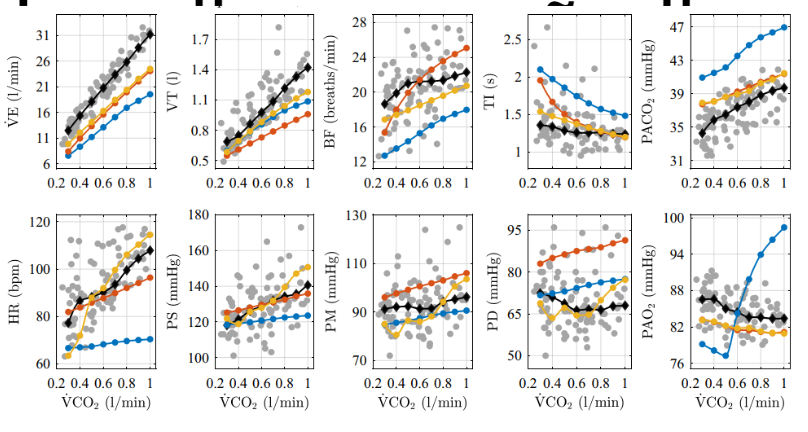 V̇E (l/min)
31
26
21
16
11
6
0.2 0.4 0.6 0.8 1
VT (l)
1.7
1.4
1.1
0.8
0.5
0.2 0.4 0.6 0.8 1
BF (breaths/min)
28
24
20
16
12
0.2 0.4 0.6 0.8 1
TI (s)
2.5
2
1.5
1
0.2 0.4 0.6 0.8 1
PACO₂ (mmHg)
47
43
39
35
31
0.2 0.4 0.6 0.8 1
HR (bpm)
120
100
80
60
0.2 0.4 0.6 0.8 1
V̇CO₂ (l/min)
PS (mmHg)
180
160
140
120
100
0.2 0.4 0.6 0.8 1
V̇CO₂ (l/min)
PM (mmHg)
130
110
90
70
0.2 0.4 0.6 0.8 1
V̇CO₂ (l/min)
PD (mmHg)
95
80
65
50
0.2 0.4 0.6 0.8 1
V̇CO₂ (l/min)
PAO₂ (mmHg)
100
94
88
82
76
0.2 0.4 0.6 0.8 1
V̇CO₂ (l/min)